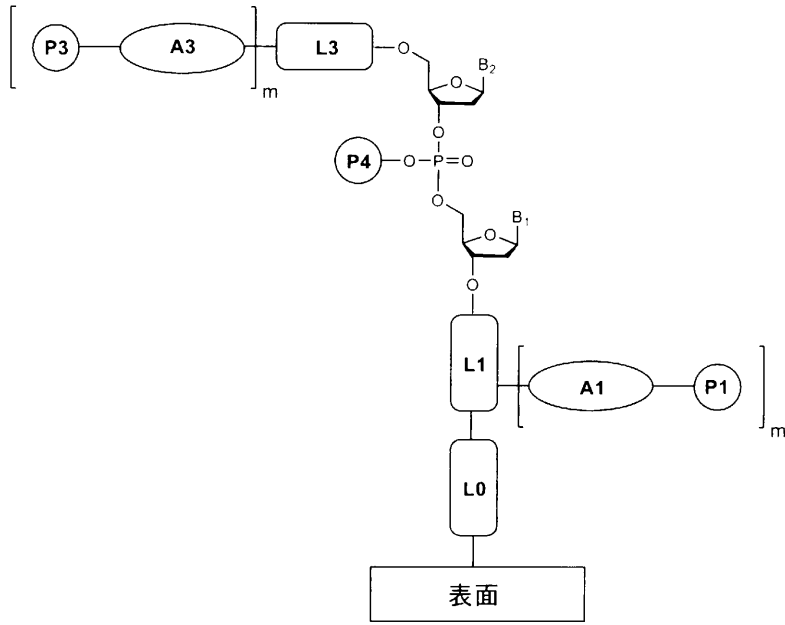 P3 A3 m L3 O O B₂
O
P4 O P=O
O O B₁
O
L1 A1 P1 m
L0
表面